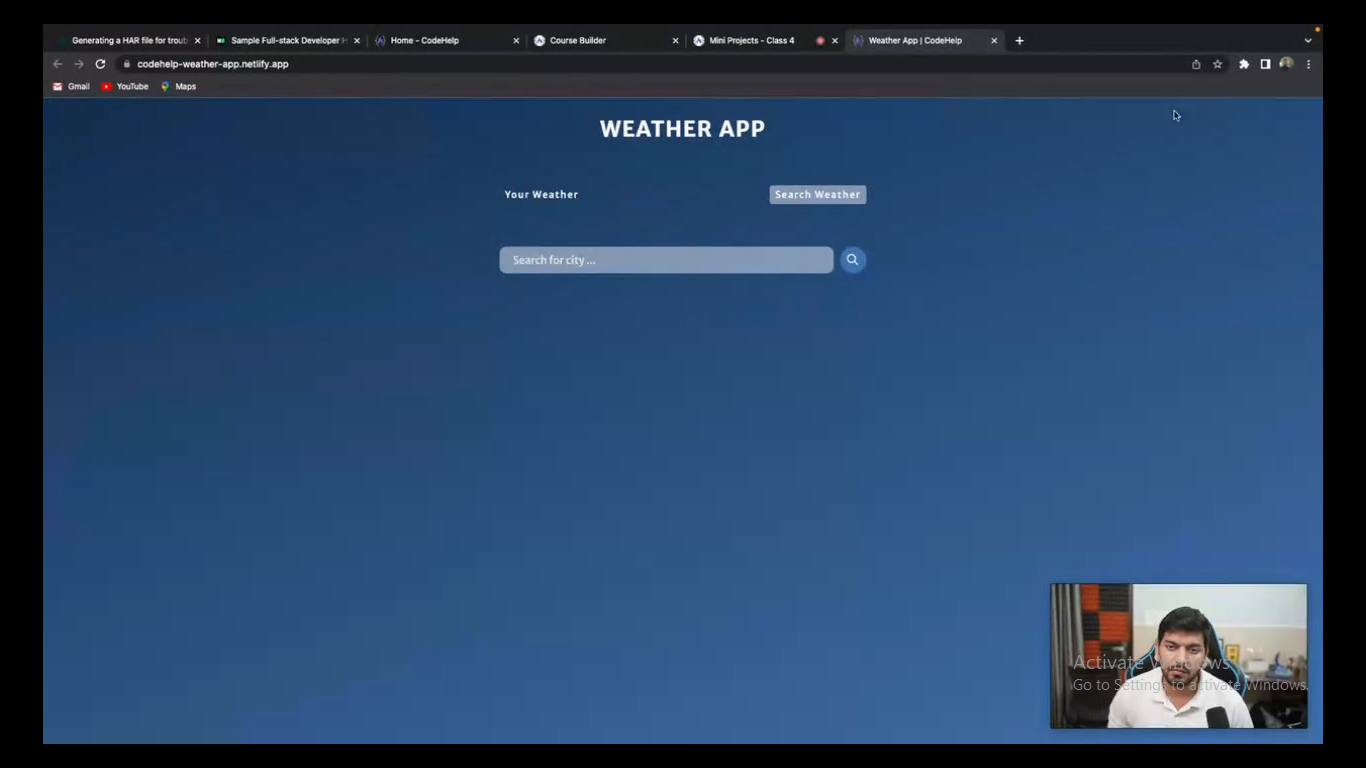 Generating a HAR file for troub
Sample Full-stack Developer H
Home - CodeHelp
Course Builder
Mini Projects - Class 4
Weather App | CodeHelp
codehelp-weather-app.netlify.app
Gmail
YouTube
Maps
WEATHER APP
Your Weather
Search Weather
Search for city ...
Activate Windows
Go to Settings to activate Windows.